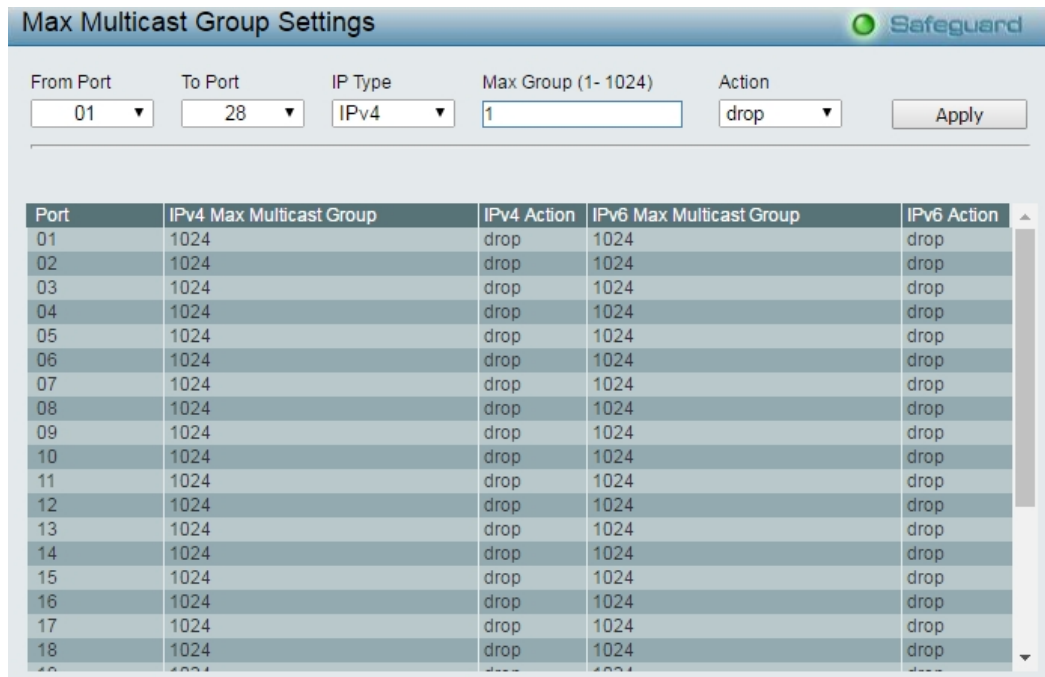 Max Multicast Group Settings Safeguard
From Port To Port IP Type Max Group (1- 1024) Action
01 28 IPv4 1 drop Apply
Port IPv4 Max Multicast Group IPv4 Action IPv6 Max Multicast Group IPv6 Action
01 1024 drop 1024 drop
02 1024 drop 1024 drop
03 1024 drop 1024 drop
04 1024 drop 1024 drop
05 1024 drop 1024 drop
06 1024 drop 1024 drop
07 1024 drop 1024 drop
08 1024 drop 1024 drop
09 1024 drop 1024 drop
10 1024 drop 1024 drop
11 1024 drop 1024 drop
12 1024 drop 1024 drop
13 1024 drop 1024 drop
14 1024 drop 1024 drop
15 1024 drop 1024 drop
16 1024 drop 1024 drop
17 1024 drop 1024 drop
18 1024 drop 1024 drop